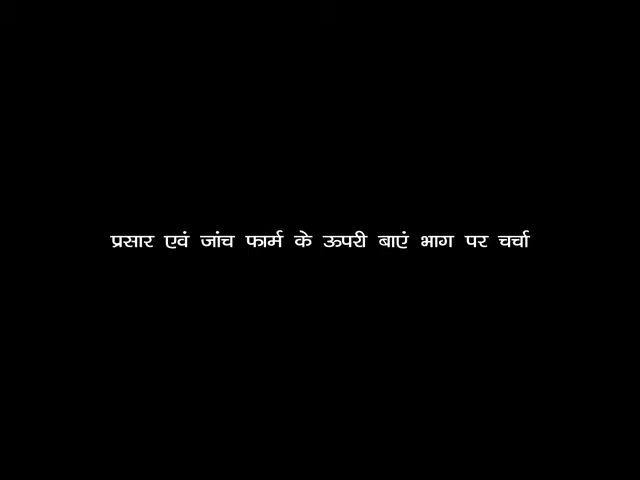 प्रसार एवं जांच फार्म के ऊपरी बाएं भाग पर चर्चा